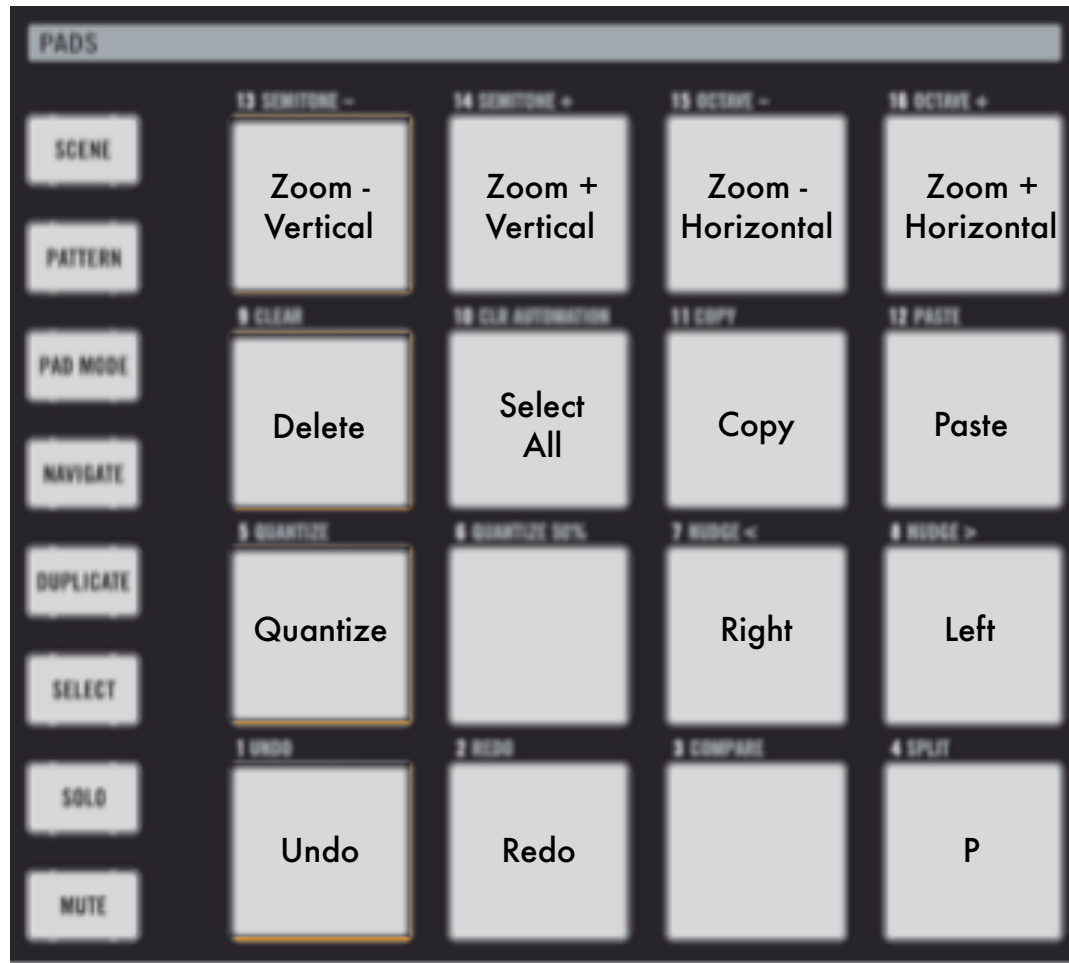 PADS
13 SEMITONE - 14 SEMITONE + 15 OCTAVE - 16 OCTAVE +
SCENE
Zoom - Zoom + Zoom - Zoom +
Vertical Vertical Horizontal Horizontal
PATTERN
9 CLEAR 10 CLR AUTOMATION 11 COPY 12 PASTE
PAD MODE
Delete Select All Copy Paste
NAVIGATE
5 QUANTIZE 6 QUANTIZE 50% 7 NUDGE < 8 NUDGE >
DUPLICATE
Quantize Right Left
SELECT
1 UNDO 2 REDO 3 COMPARE 4 SPLIT
SOLO
Undo Redo P
MUTE